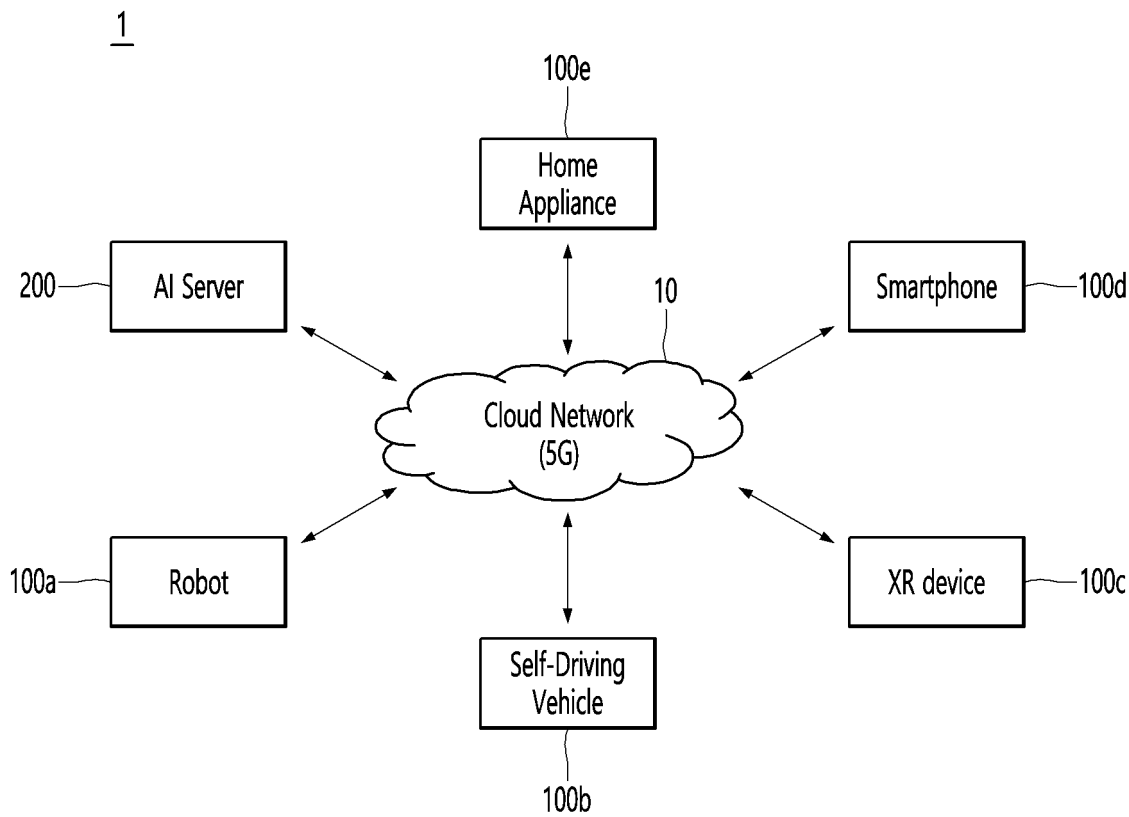 1
100e
Home
Appliance
200
AI Server
10
Smartphone
100d
Cloud Network
(5G)
100a
Robot
XR device
100c
Self-Driving
Vehicle
100b